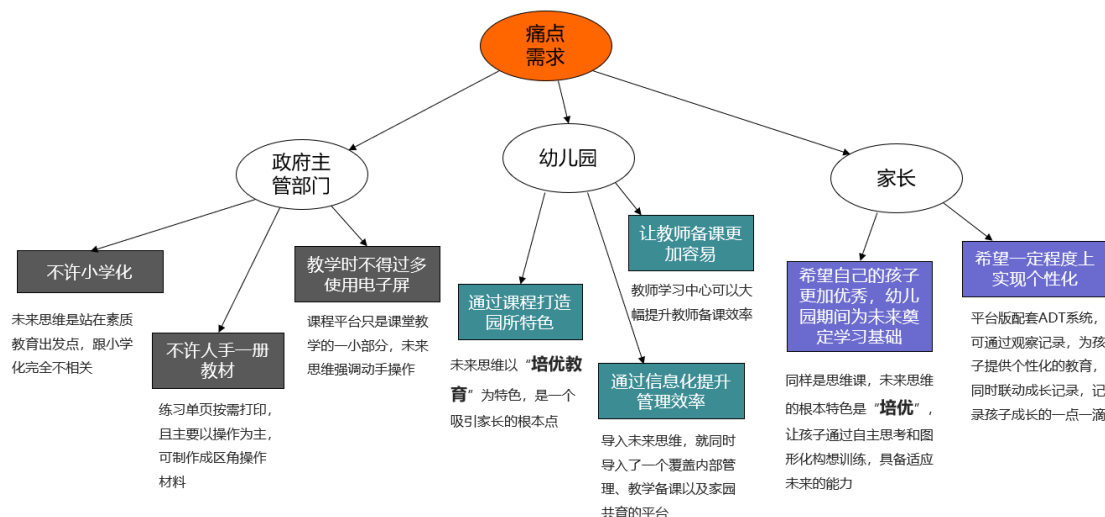 痛点
需求
政府主
管部门
幼儿园
家长
不许小学化
未来思维是站在素质
教育出发点，跟小学
化完全不相关
不许人手一册
教材
练习单页按需打印，
且主要以操作为主，
可制作成区角操作
材料
教学时不得过多
使用电子屏
课程平台只是课堂教
学的一小部分，未来
思维强调动手操作
通过课程打造
园所特色
未来思维以“培优教
育”为特色，是一个
吸引家长的根本点
让教师备课更
加容易
教师学习中心可以大
幅提升教师备课效率
通过信息化提升
管理效率
导入未来思维，就同时
导入了一个覆盖内部管
理、教学备课以及家园
共育的平台
希望自己的孩子
更加优秀，幼儿
园期间为未来奠
定学习基础
同样是思维课，未来思维
的根本特色是“培优”，
让孩子通过自主思考和图
形化构想训练，具备适应
未来的能力
希望一定程度上
实现个性化
平台版配套ADT系统，
可通过观察记录，为孩
子提供个性化的教育，
同时联动成长记录，记
录孩子成长的一点一滴